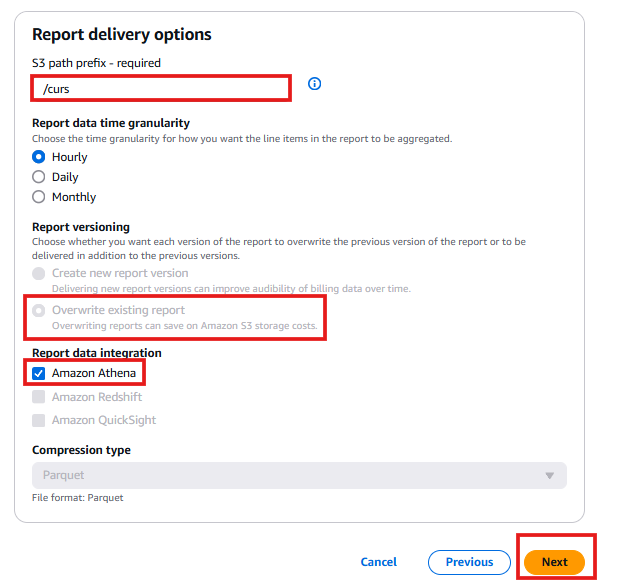 Report delivery options
S3 path prefix - required
/curs
Report data time granularity
Choose the time granularity for how you want the line items in the report to be aggregated.
Hourly
Daily
Monthly
Report versioning
Choose whether you want each version of the report to overwrite the previous version of the report or to be
delivered in addition to the previous versions.
Create new report version
Delivering new report versions can improve audibility of billing data over time.
Overwrite existing report
Overwriting reports can save on Amazon S3 storage costs.
Report data integration
Amazon Athena
Amazon Redshift
Amazon QuickSight
Compression type
Parquet
File format: Parquet
Cancel
Previous
Next